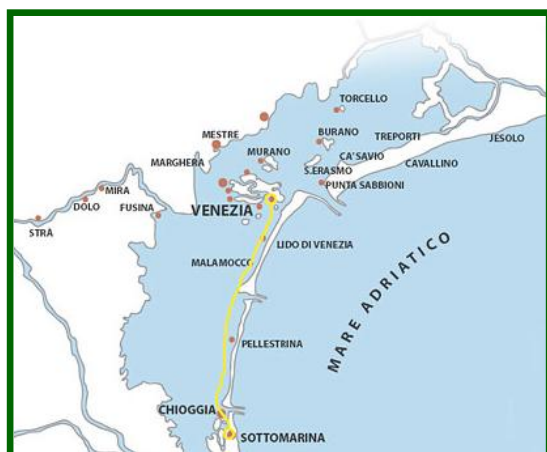 TORCELLO
MESTRE
BURANO
TREPORTI
JESOLO
MURANO
CA'SAVIO
MARGHERA
CAVALLINO
S.ERASMO
MIRA
PUNTA SABBIONI
DOLO
FUSINA
VENEZIA
STRA
LIDO DI VENEZIA
MALAMOCCO
MARE ADRIATICO
PELLESTRINA
CHIOGGIA
SOTTOMARINA